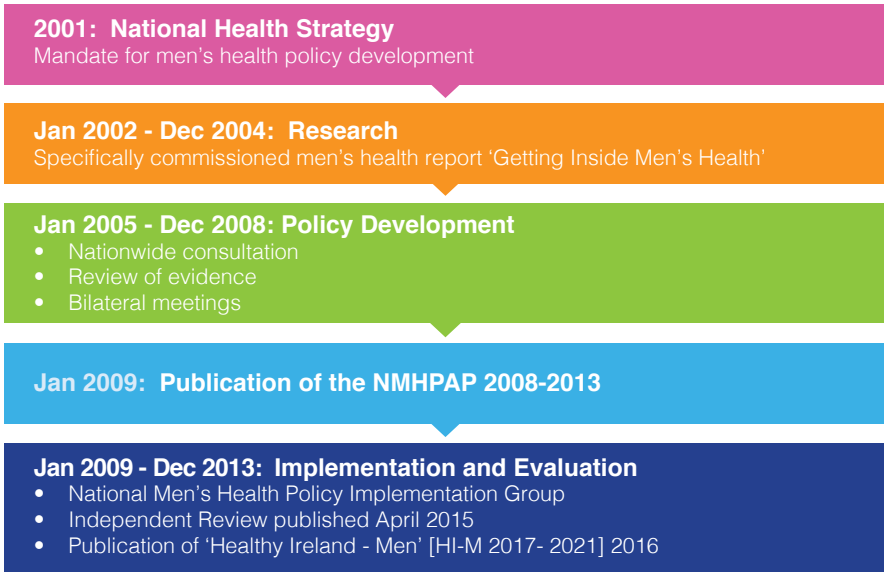 2001: National Health Strategy
Mandate for men's health policy development
Jan 2002 - Dec 2004: Research
Specifically commissioned men's health report 'Getting Inside Men's Health'
Jan 2005 - Dec 2008: Policy Development
• Nationwide consultation
• Review of evidence
• Bilateral meetings
Jan 2009: Publication of the NMHPAP 2008-2013
Jan 2009 - Dec 2013: Implementation and Evaluation
• National Men's Health Policy Implementation Group
• Independent Review published April 2015
• Publication of 'Healthy Ireland - Men' [HI-M 2017- 2021] 2016